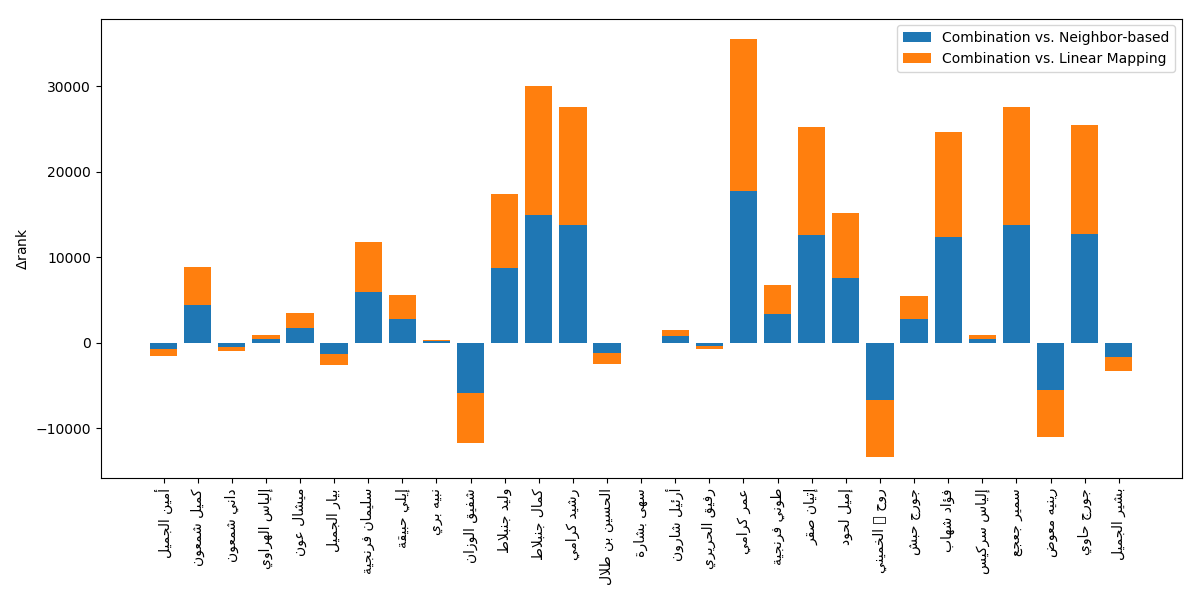 Combination vs. Neighbor-based
Combination vs. Linear Mapping
Δrank
30000
20000
10000
0
−10000
أمين الجميل
كميل شمعون
داني شمعون
إلياس الهراوي
ميشال عون
بيار الجميل
سليمان فرنجية
إيلي حبيقة
نبيه بري
شفيق الوزان
وليد جنبلاط
كمال جنبلاط
رشيد كرامي
الحسين بن طلال
سهى بشارة
أرئيل شارون
رفيق الحريري
عمر كرامي
طوني فرنجية
إتيان صقر
إميل لحود
روح الخميني
جورج حبش
فؤاد شهاب
إلياس سركيس
سمير جعجع
رينيه معوض
جورج حاوي
بشير الجميل